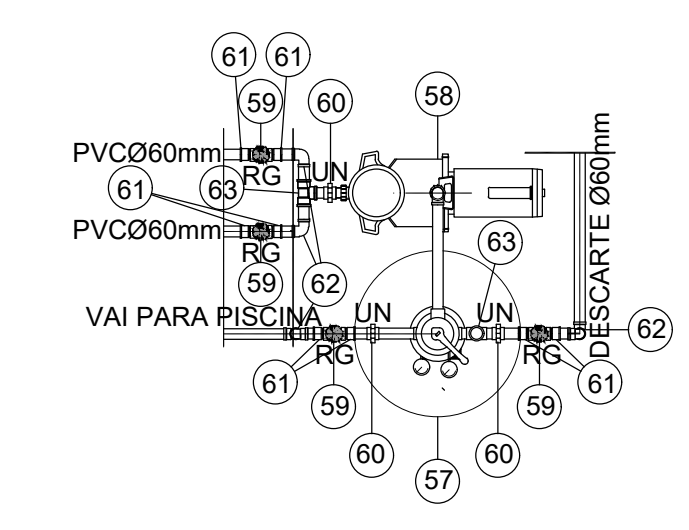 61
61
59
60
58
PVCØ60mm
RG
UN
61
63
PVCØ60mm
RG
59
62
63
DESCARTE Ø60mm
VAI PARA PISCINA
UN
UN
62
RG
RG
61
59
59
61
60
60
57